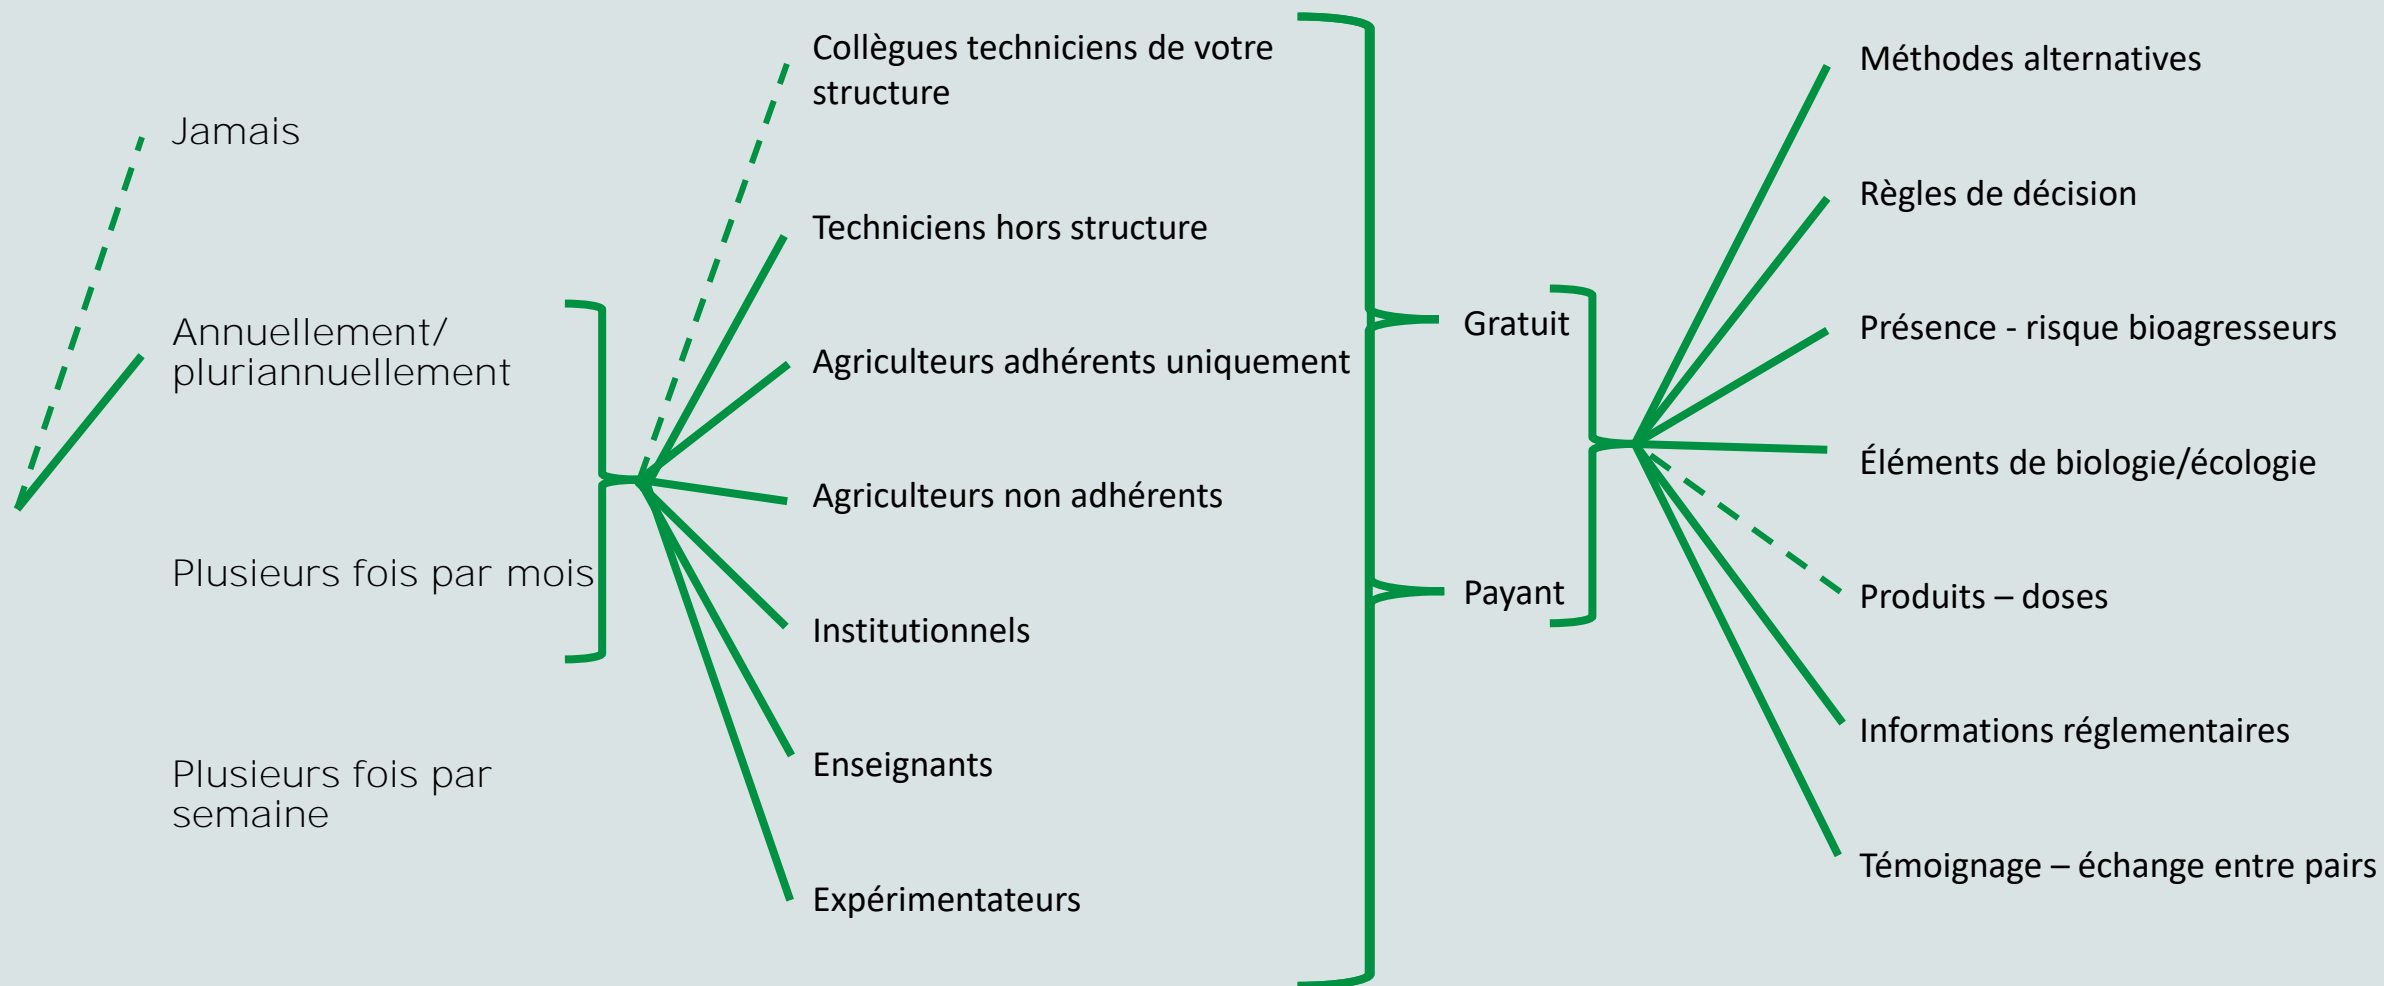 Jamais
Annuellement/
pluriannuellement
Plusieurs fois par mois
Plusieurs fois par
semaine
Collègues techniciens de votre
structure
Techniciens hors structure
Agriculteurs adhérents uniquement
Agriculteurs non adhérents
Institutionnels
Enseignants
Expérimentateurs
Gratuit
Payant
Méthodes alternatives
Règles de décision
Présence - risque bioagresseurs
Éléments de biologie/écologie
Produits – doses
Informations réglementaires
Témoignage – échange entre pairs